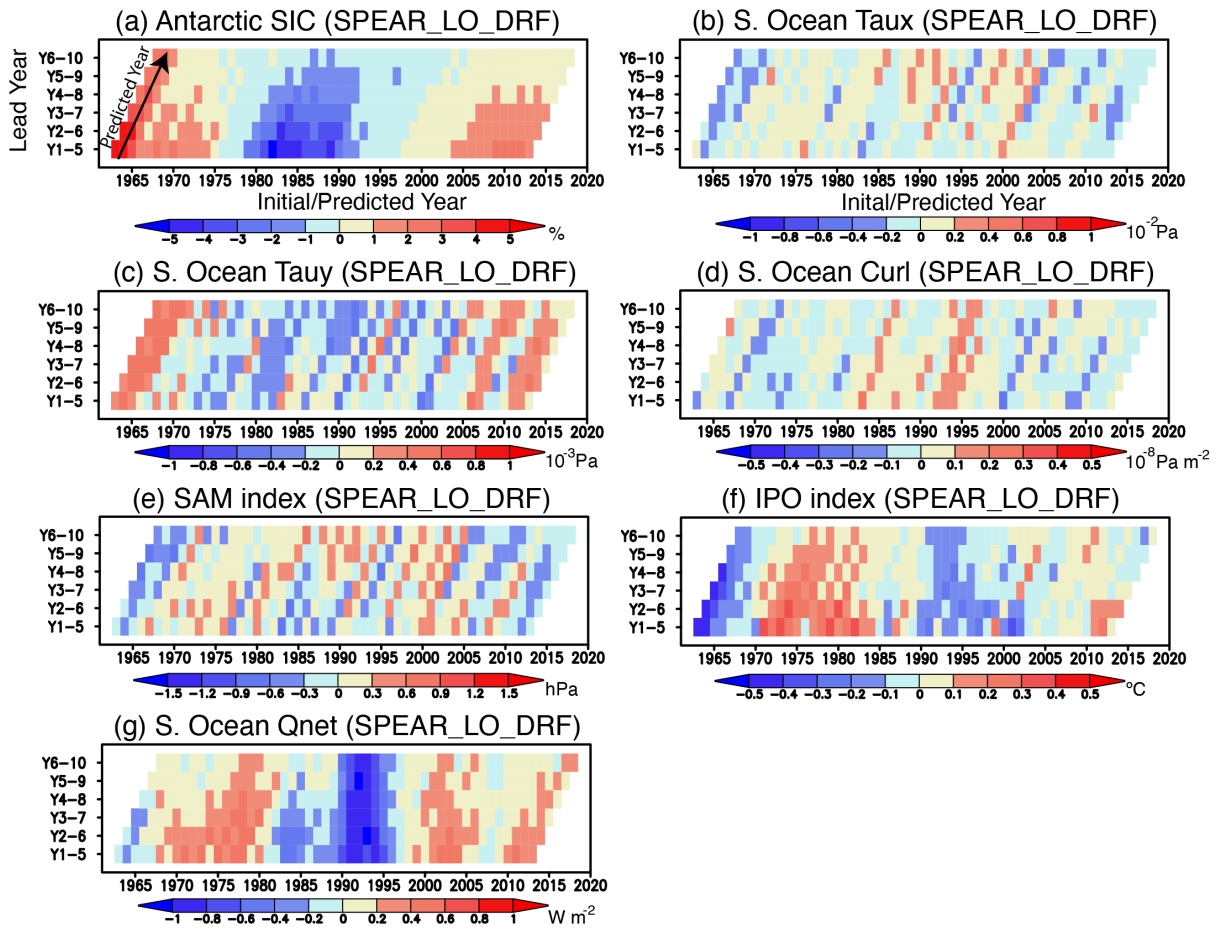 (a) Antarctic SIC (SPEAR_LO_DRF)
Lead Year
Y6−10
Y5−9
Y4−8
Y3−7
Y2−6
Y1−5
Predicted Year
1965 1970 1975 1980 1985 1990 1995 2000 2005 2010 2015 2020
Initial/Predicted Year
−5 −4 −3 −2 −1 0 1 2 3 4 5 %
(b) S. Ocean Taux (SPEAR_LO_DRF)
Y6−10
Y5−9
Y4−8
Y3−7
Y2−6
Y1−5
1965 1970 1975 1980 1985 1990 1995 2000 2005 2010 2015 2020
Inital/Predicted Year
−1 −0.8 −0.6 −0.4 −0.2 0 0.2 0.4 0.6 0.8 1 10⁻²Pa
(c) S. Ocean Tauy (SPEAR_LO_DRF)
Y6−10
Y5−9
Y4−8
Y3−7
Y2−6
Y1−5
1965 1970 1975 1980 1985 1990 1995 2000 2005 2010 2015 2020
−1 −0.8 −0.6 −0.4 −0.2 0 0.2 0.4 0.6 0.8 1 10⁻³Pa
(d) S. Ocean Curl (SPEAR_LO_DRF)
Y6−10
Y5−9
Y4−8
Y3−7
Y2−6
Y1−5
1965 1970 1975 1980 1985 1990 1995 2000 2005 2010 2015 2020
−0.5 −0.4 −0.3 −0.2 −0.1 0 0.1 0.2 0.3 0.4 0.5 10⁻⁸Pa m⁻²
(e) SAM index (SPEAR_LO_DRF)
Y6−10
Y5−9
Y4−8
Y3−7
Y2−6
Y1−5
1965 1970 1975 1980 1985 1990 1995 2000 2005 2010 2015 2020
−1.5 −1.2 −0.9 −0.6 −0.3 0 0.3 0.6 0.9 1.2 1.5 hPa
(f) IPO index (SPEAR_LO_DRF)
Y6−10
Y5−9
Y4−8
Y3−7
Y2−6
Y1−5
1965 1970 1975 1980 1985 1990 1995 2000 2005 2010 2015 2020
−0.5 −0.4 −0.3 −0.2 −0.1 0 0.1 0.2 0.3 0.4 0.5 ºC
(g) S. Ocean Qnet (SPEAR_LO_DRF)
Y6−10
Y5−9
Y4−8
Y3−7
Y2−6
Y1−5
1965 1970 1975 1980 1985 1990 1995 2000 2005 2010 2015 2020
−1 −0.8 −0.6 −0.4 −0.2 0 0.2 0.4 0.6 0.8 1 W m⁻²